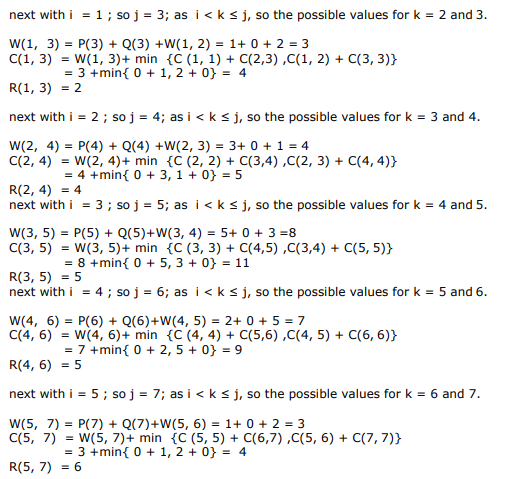 next with i = 1 ; so j = 3; as i < k ≤ j, so the possible values for k = 2 and 3.
W(1, 3) = P(3) + Q(3) +W(1, 2) = 1+ 0 + 2 = 3
C(1, 3) = W(1, 3)+ min {C (1, 1) + C(2,3) ,C(1, 2) + C(3, 3)}
= 3 +min{ 0 + 1, 2 + 0} = 4
R(1, 3) = 2
next with i = 2 ; so j = 4; as i < k ≤ j, so the possible values for k = 3 and 4.
W(2, 4) = P(4) + Q(4) +W(2, 3) = 3+ 0 + 1 = 4
C(2, 4) = W(2, 4)+ min {C (2, 2) + C(3,4) ,C(2, 3) + C(4, 4)}
= 4 +min{ 0 + 3, 1 + 0} = 5
R(2, 4) = 4
next with i = 3 ; so j = 5; as i < k ≤ j, so the possible values for k = 4 and 5.
W(3, 5) = P(5) + Q(5)+W(3, 4) = 5+ 0 + 3 =8
C(3, 5) = W(3, 5)+ min {C (3, 3) + C(4,5) ,C(3,4) + C(5, 5)}
= 8 +min{ 0 + 5, 3 + 0} = 11
R(3, 5) = 5
next with i = 4 ; so j = 6; as i < k ≤ j, so the possible values for k = 5 and 6.
W(4, 6) = P(6) + Q(6)+W(4, 5) = 2+ 0 + 5 = 7
C(4, 6) = W(4, 6)+ min {C (4, 4) + C(5,6) ,C(4, 5) + C(6, 6)}
= 7 +min{ 0 + 2, 5 + 0} = 9
R(4, 6) = 5
next with i = 5 ; so j = 7; as i < k ≤ j, so the possible values for k = 6 and 7.
W(5, 7) = P(7) + Q(7)+W(5, 6) = 1+ 0 + 2 = 3
C(5, 7) = W(5, 7)+ min {C (5, 5) + C(6,7) ,C(5, 6) + C(7, 7)}
= 3 +min{ 0 + 1, 2 + 0} = 4
R(5, 7) = 6